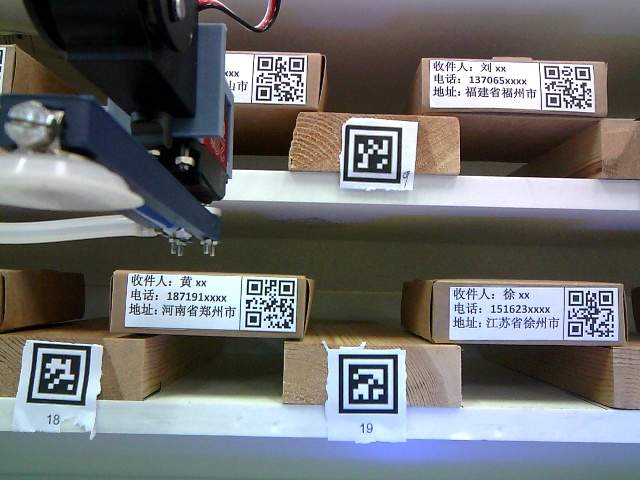 xx
xxxx
山市
收件人：刘 xx
电话：137065xxxx
地址：福建省福州市
9
收件人：黄 xx
电话：187191xxxx
地址：河南省郑州市
收件人：徐 xx
电话：151623xxxx
地址：江苏省徐州市
18
19